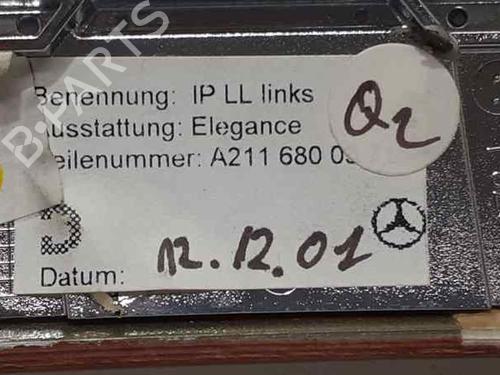 B-PARTS
Benennung: IP LL links
Ausstattung: Elegance
Teilenummer: A211 680 0
Q2
Datum: 12.12.01